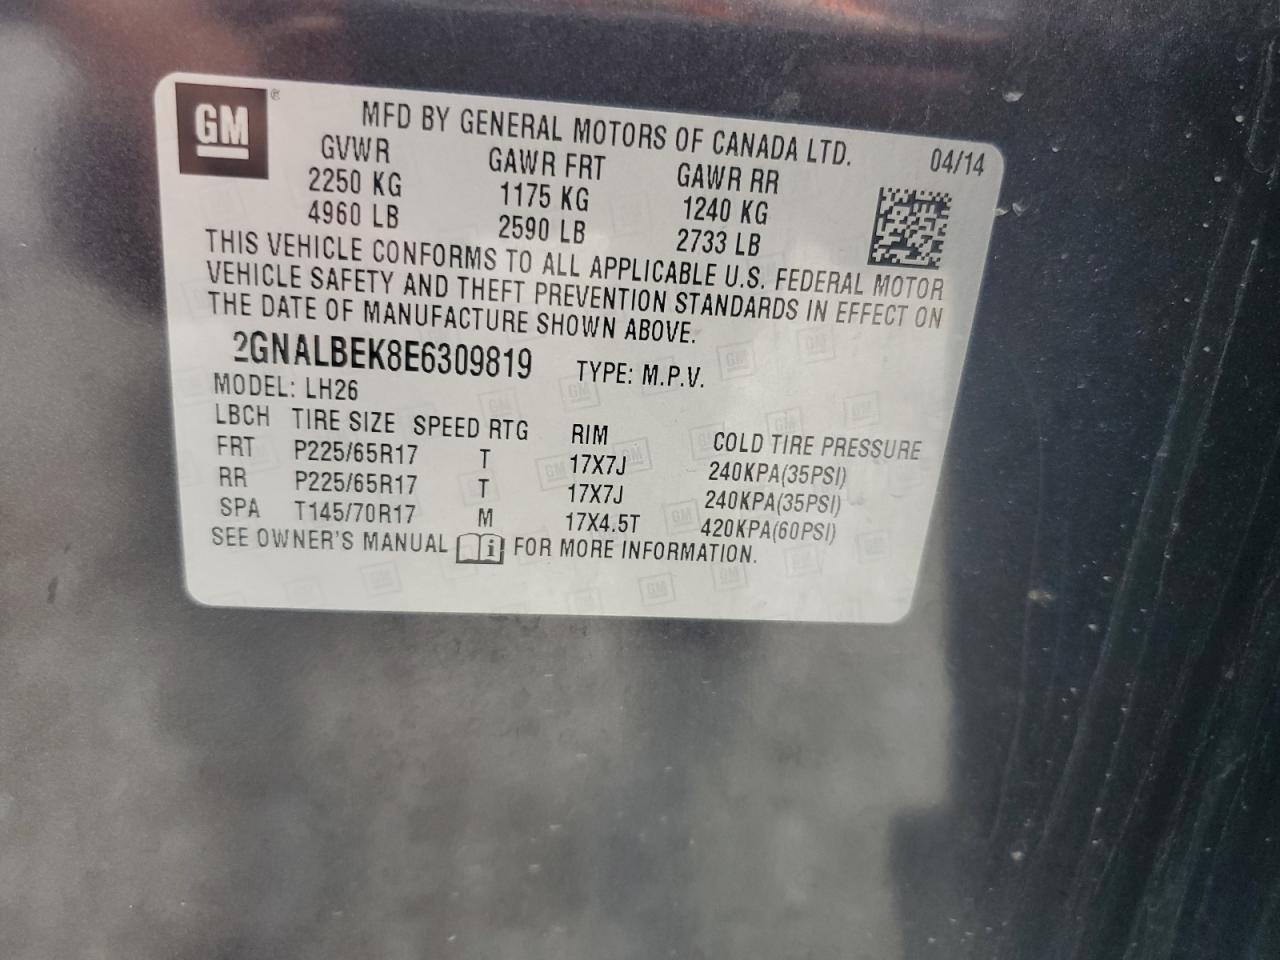 GM ®
MFD BY GENERAL MOTORS OF CANADA LTD.
04/14
GVWR GAWR FRT GAWR RR
2250 KG 1175 KG 1240 KG
4960 LB 2590 LB 2733 LB
THIS VEHICLE CONFORMS TO ALL APPLICABLE U.S. FEDERAL MOTOR
VEHICLE SAFETY AND THEFT PREVENTION STANDARDS IN EFFECT ON
THE DATE OF MANUFACTURE SHOWN ABOVE.
2GNALBEK8E6309819 TYPE: M.P.V.
MODEL: LH26
LBCH TIRE SIZE SPEED RTG RIM COLD TIRE PRESSURE
FRT P225/65R17 T 17X7J 240KPA(35PSI)
RR P225/65R17 T 17X7J 240KPA(35PSI)
SPA T145/70R17 M 17X4.5T 420KPA(60PSI)
SEE OWNER'S MANUAL i FOR MORE INFORMATION.